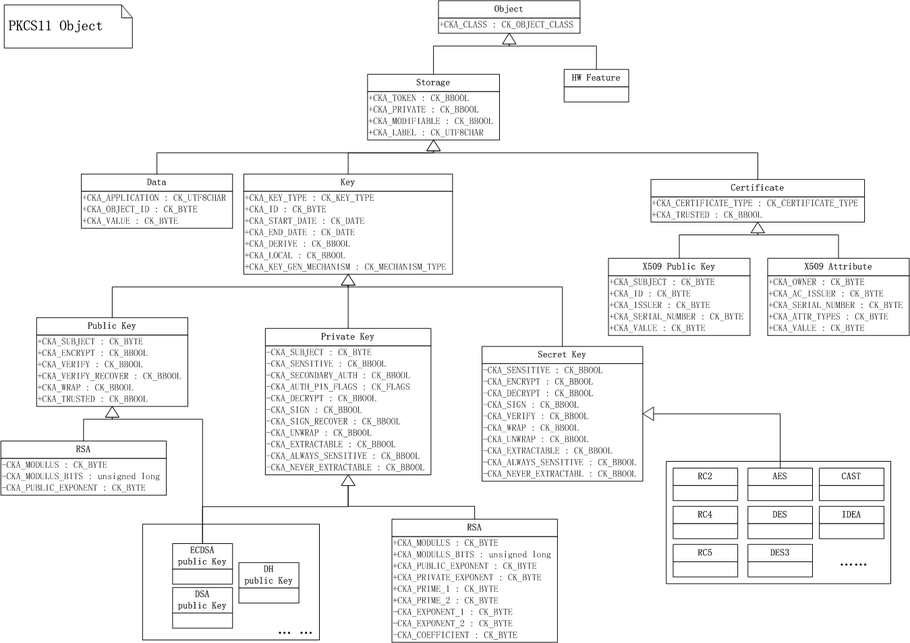 PKCS11 Object
Object
+CKA_CLASS : CK_OBJECT_CLASS
Storage
+CKA_TOKEN : CK_BBOOL
+CKA_PRIVATE : CK_BBOOL
+CKA_MODIFIABLE : CK_BBOOL
+CKA_LABEL : CK_UTF8CHAR
HW Feature
Data
+CKA_APPLICATION : CK_UTF8CHAR
+CKA_OBJECT_ID : CK_BYTE
+CKA_VALUE : CK_BYTE
Key
+CKA_KEY_TYPE : CK_KEY_TYPE
+CKA_ID : CK_BYTE
+CKA_START_DATE : CK_DATE
+CKA_END_DATE : CK_DATE
+CKA_DERIVE : CK_BBOOL
+CKA_LOCAL : CK_BBOOL
+CKA_KEY_GEN_MECHANISM : CK_MECHANISM_TYPE
Certificate
+CKA_CERTIFICATE_TYPE : CK_CERTIFICATE_TYPE
+CKA_TRUSTED : CK_BBOOL
X509 Public Key
+CKA_SUBJECT : CK_BYTE
+CKA_ID : CK_BYTE
+CKA_ISSUER : CK_BYTE
+CKA_SERIAL_NUMBER : CK_BYTE
+CKA_VALUE : CK_BYTE
X509 Attribute
+CKA_OWNER : CK_BYTE
+CKA_AC_ISSUER : CK_BYTE
+CKA_SERIAL_NUMBER : CK_BYTE
+CKA_ATTR_TYPES : CK_BYTE
+CKA_VALUE : CK_BYTE
Public Key
+CKA_SUBJECT : CK_BYTE
+CKA_ENCRYPT : CK_BBOOL
+CKA_VERIFY : CK_BBOOL
+CKA_VERIFY_RECOVER : CK_BBOOL
+CKA_WRAP : CK_BBOOL
+CKA_TRUSTED : CK_BBOOL
Private Key
-CKA_SUBJECT : CK_BYTE
-CKA_SENSITIVE : CK_BBOOL
-CKA_SECONDARY_AUTH : CK_BBOOL
-CKA_AUTH_PIN_FLAGS : CK_FLAGS
-CKA_DECRYPT : CK_BBOOL
-CKA_SIGN : CK_BBOOL
-CKA_SIGN_RECOVER : CK_BBOOL
-CKA_UNWRAP : CK_BBOOL
-CKA_EXTRACTABLE : CK_BBOOL
-CKA_ALWAYS_SENSITIVE : CK_BBOOL
-CKA_NEVER_EXTRACTABLE : CK_BBOOL
Secret Key
-CKA_SENSITIVE : CK_BBOOL
-CKA_ENCRYPT : CK_BBOOL
-CKA_DECRYPT : CK_BBOOL
-CKA_SIGN : CK_BBOOL
-CKA_VERIFY : CK_BBOOL
-CKA_WRAP : CK_BBOOL
-CKA_UNWRAP : CK_BBOOL
-CKA_EXTRACTABLE : CK_BBOOL
-CKA_ALWAYS_SENSITIVE : CK_BBOOL
-CKA_NEVER_EXTRACTABL : CK_BBOOL
RSA
-CKA_MODULUS : CK_BYTE
-CKA_MODULUS_BITS : unsigned long
-CKA_PUBLIC_EXPONENT : CK_BYTE
ECDSA
public Key
DH
public Key
DSA
public Key
... ...
RSA
+CKA_MODULUS : CK_BYTE
+CKA_MODULUS_BITS : unsigned long
+CKA_PUBLIC_EXPONENT : CK_BYTE
+CKA_PRIVATE_EXPONENT : CK_BYTE
+CKA_PRIME_1 : CK_BYTE
+CKA_PRIME_2 : CK_BYTE
-CKA_EXPONENT_1 : CK_BYTE
-CKA_EXPONENT_2 : CK_BYTE
-CKA_COEFFICIENT : CK_BYTE
RC2
AES
CAST
RC4
DES
IDEA
RC5
DES3
……